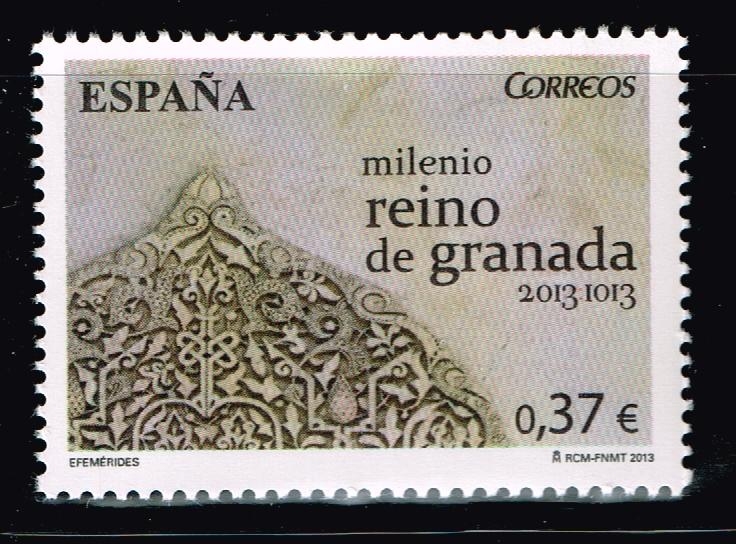 ESPAÑA
CORREOS
milenio
reino
de granada
2013·1013
0,37 €
EFEMÉRIDES
RCM-FNMT 2013